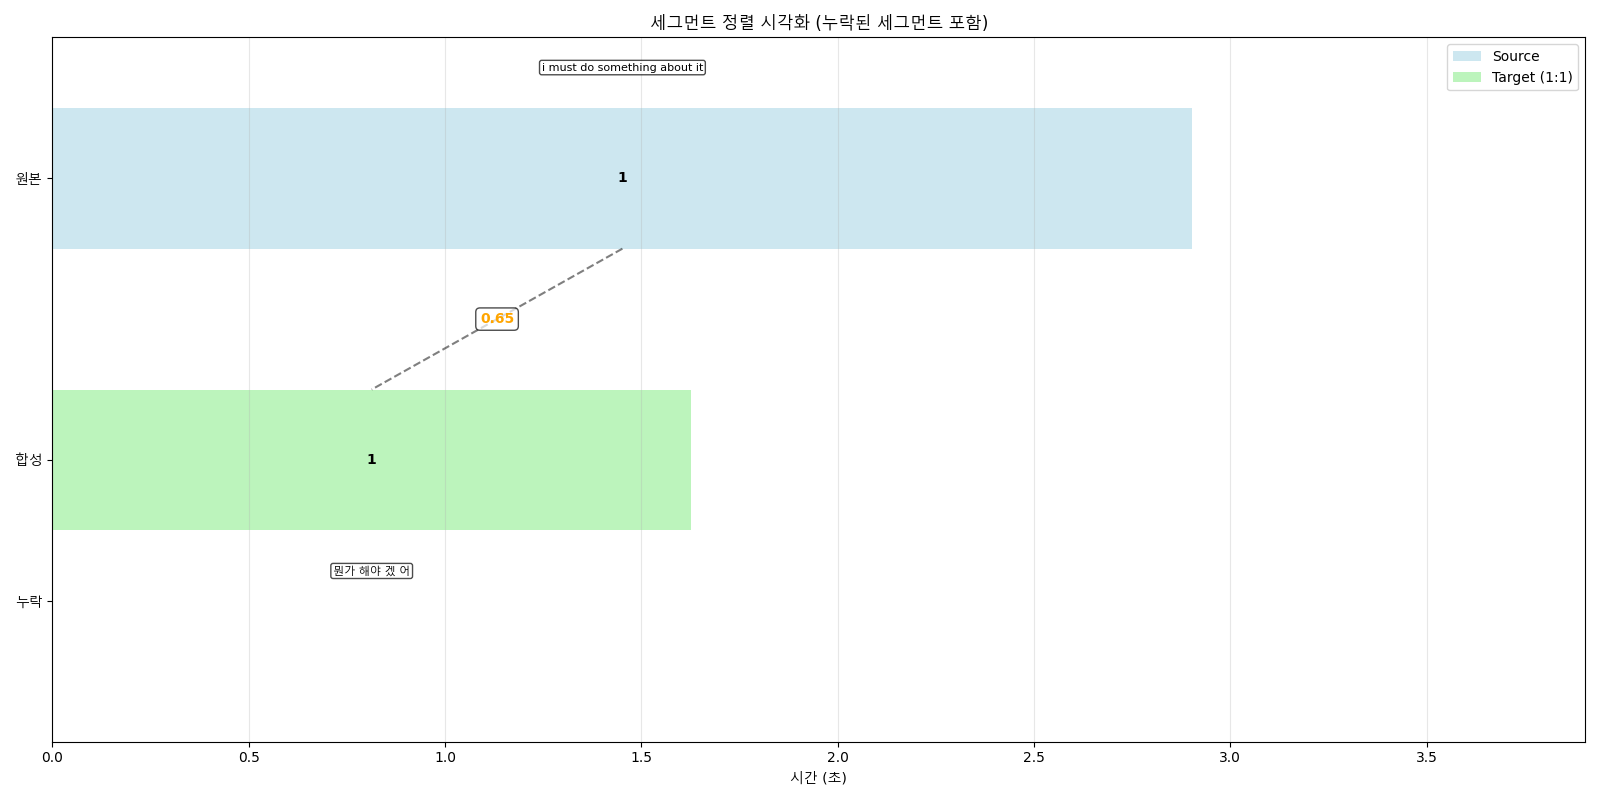 세그먼트 정렬 시각화 (누락된 세그먼트 포함)
i must do something about it
Source
Target (1:1)
원본
1
0.65
합성
1
뭔가 해야 겠 어
누락
0.0 0.5 1.0 1.5 2.0 2.5 3.0 3.5
시간 (초)